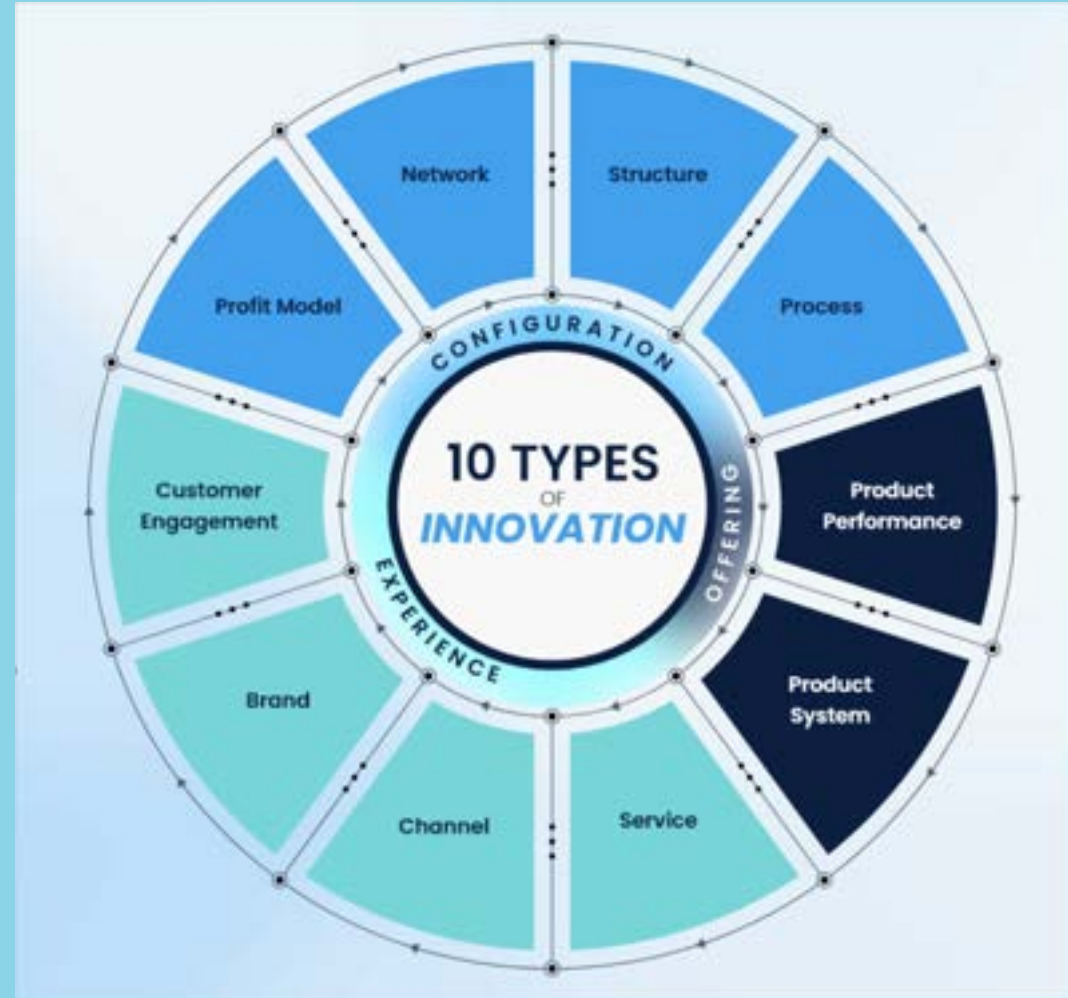 Network
Structure
Profit Model
Process
CONFIGURATION
10 TYPES
OF
INNOVATION
OFFERING
EXPERIENCE
Customer
Engagement
Product
Performance
Brand
Product
System
Channel
Service